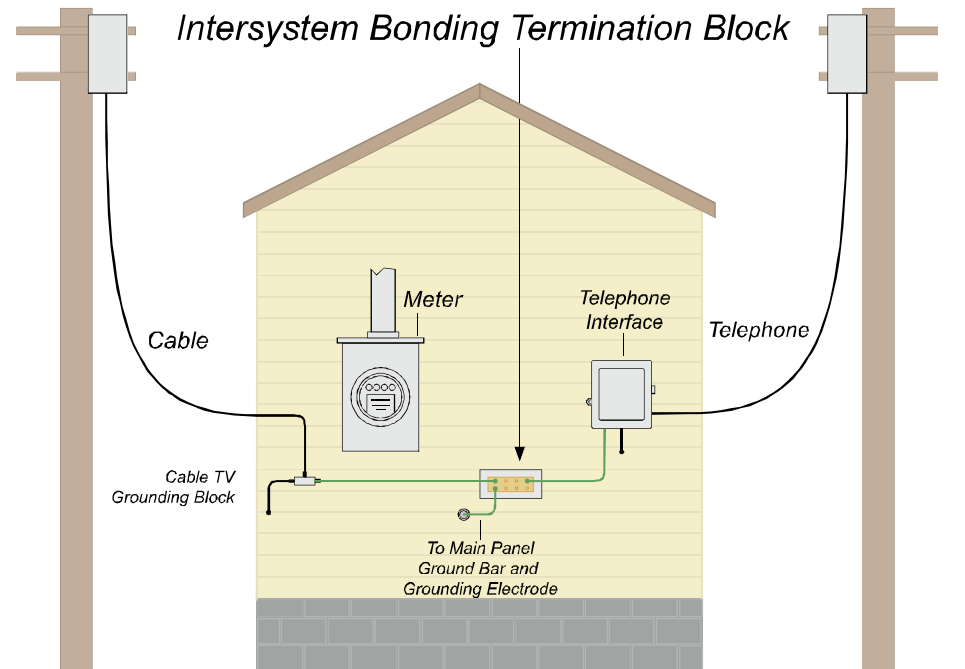 Intersystem Bonding Termination Block
Meter
Telephone
Interface
Cable
Telephone
Cable TV
Grounding Block
To Main Panel
Ground Bar and
Grounding Electrode